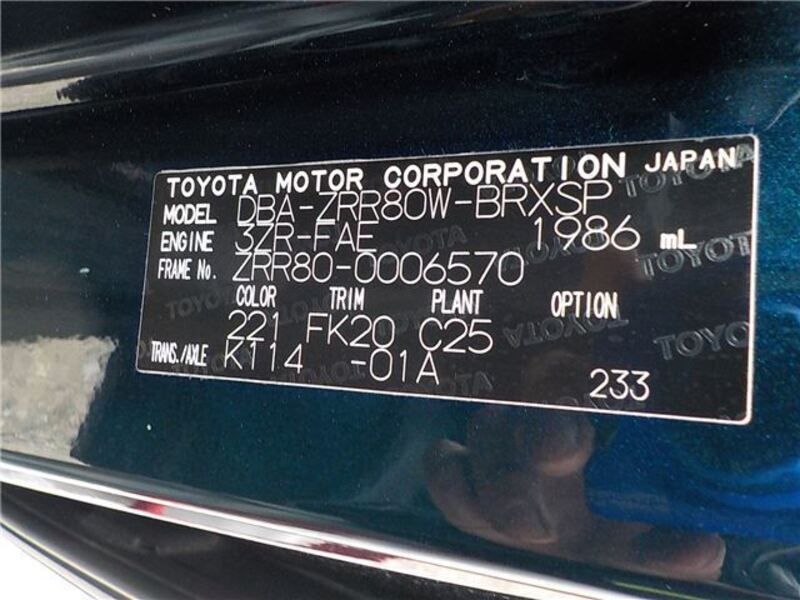 TOYOTA MOTOR CORPORATION JAPAN
MODEL DBA-ZRR80W-BRXSP
ENGINE 3ZR-FAE 1986 mL
FRAME No. ZRR80-0006570
COLOR TRIM PLANT OPTION
221 FK20 C25
TRANS./AXLE K114 -01A
233